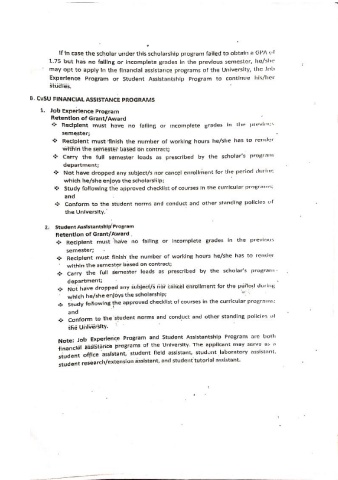 If in case the scholar under this scholarship program failed to obtain a GPA of
1.75 but has no failing or incomplete grades in the previous semester, he/she
may opt to apply in the financial assistance programs of the University, the Job
Experience Program or Student Assistantship Program to continue his/her
studies.
B. CvSU FINANCIAL ASSISTANCE PROGRAMS
1. Job Experience Program
Retention of Grant/Award
❖ Recipient must have no failing or incomplete grades in the previous
semester;
❖ Recipient must finish the number of working hours he/she has to render
within the semester based on contract;
❖ Carry the full semester loads as prescribed by the scholar's program
department;
❖ Not have dropped any subject/s nor cancel enrollment for the period during
which he/she enjoys the scholarship;
❖ Study following the approved checklist of courses in the curricular programs;
and
❖ Conform to the student norms and conduct and other standing policies of
the University.
2. Student Assistantship Program
Retention of Grant/Award
❖ Recipient must have no failing or incomplete grades in the previous
semester;
❖ Recipient must finish the number of working hours he/she has to render
within the semester based on contract;
❖ Carry the full semester loads as prescribed by the scholar's program
department;
❖ Not have dropped any subject/s nor cancel enrollment for the period during
which he/she enjoys the scholarship;
❖ Study following the approved checklist of courses in the curricular programs;
and
❖ Conform to the student norms and conduct and other standing policies of
the University.
Note: Job Experience Program and Student Assistantship Program are both
financial assistance programs of the University. The applicant may serve as a
student office assistant, student field assistant, student laboratory assistant,
student research/extension assistant, and student tutorial assistant.